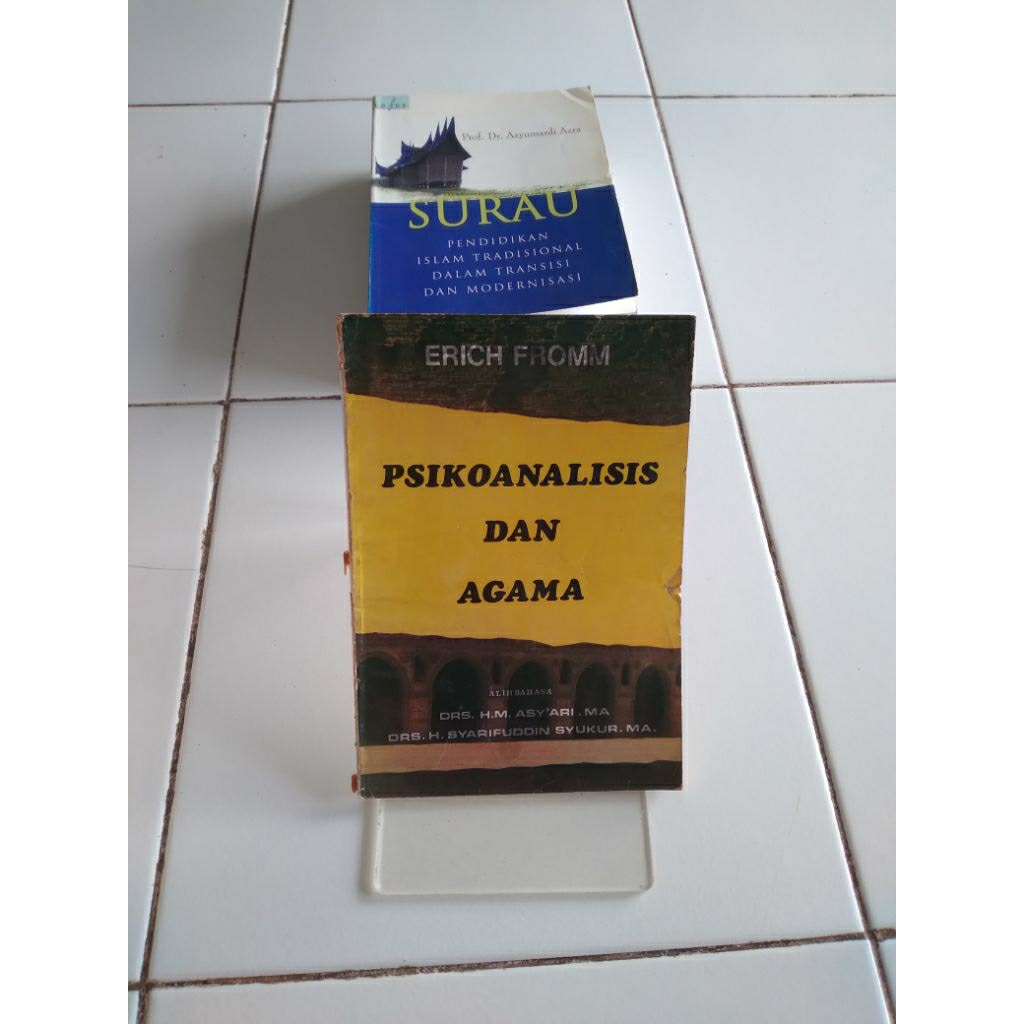 Prof. Dr. Azyumardi Azra
SURAU
PENDIDIKAN
ISLAM TRADISIONAL
DALAM TRANSISI
DAN MODERNISASI
ERICH FROMM
PSIKOANALISIS
DAN
AGAMA
ALIH BAHASA
DRS. H.M. ASY'ARI .MA
DRS. H. SYARIFUDDIN SYUKUR. MA.